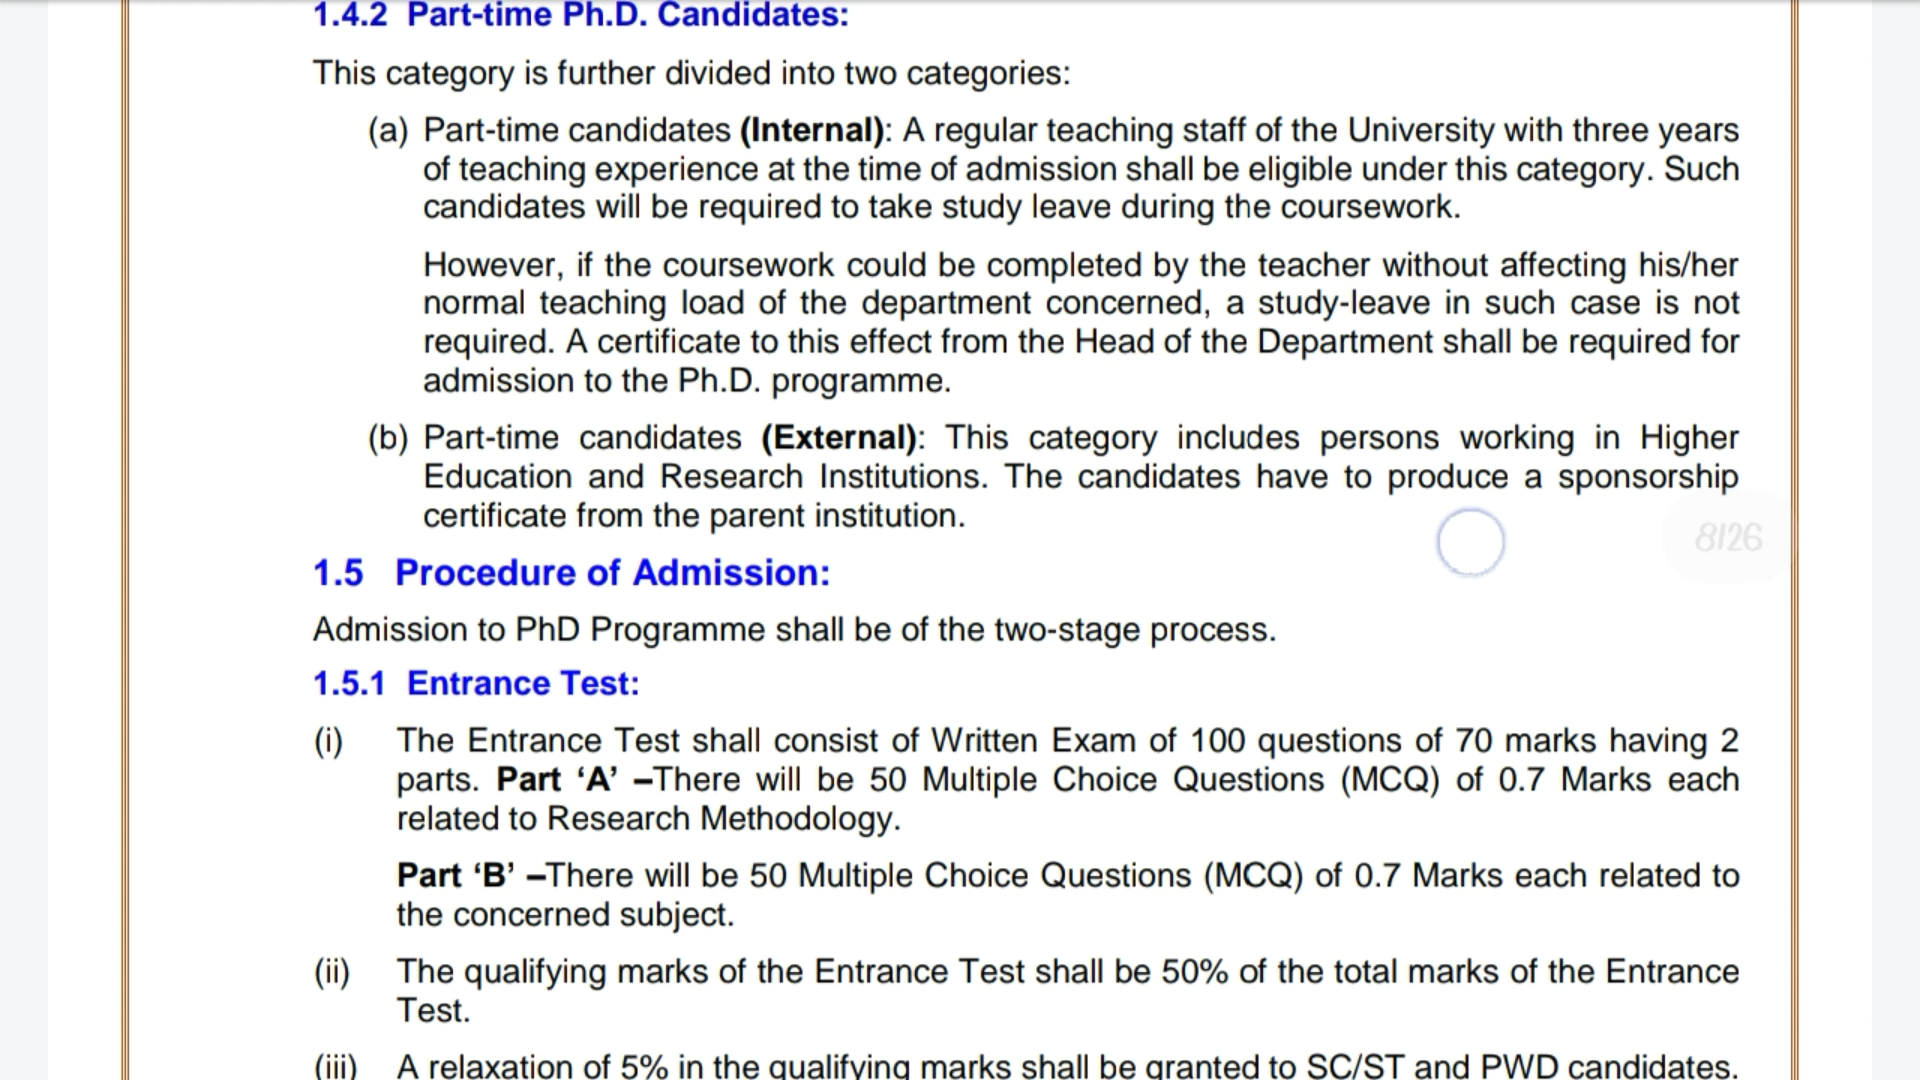 1.4.2 Part-time Ph.D. Candidates:
This category is further divided into two categories:
(a) Part-time candidates (Internal): A regular teaching staff of the University with three years
of teaching experience at the time of admission shall be eligible under this category. Such
candidates will be required to take study leave during the coursework.
However, if the coursework could be completed by the teacher without affecting his/her
normal teaching load of the department concerned, a study-leave in such case is not
required. A certificate to this effect from the Head of the Department shall be required for
admission to the Ph.D. programme.
(b) Part-time candidates (External): This category includes persons working in Higher
Education and Research Institutions. The candidates have to produce a sponsorship
certificate from the parent institution.
8/26
1.5 Procedure of Admission:
Admission to PhD Programme shall be of the two-stage process.
1.5.1 Entrance Test:
(i) The Entrance Test shall consist of Written Exam of 100 questions of 70 marks having 2
parts. Part ‘A’ –There will be 50 Multiple Choice Questions (MCQ) of 0.7 Marks each
related to Research Methodology.
Part ‘B’ –There will be 50 Multiple Choice Questions (MCQ) of 0.7 Marks each related to
the concerned subject.
(ii) The qualifying marks of the Entrance Test shall be 50% of the total marks of the Entrance
Test.
(iii) A relaxation of 5% in the qualifying marks shall be granted to SC/ST and PWD candidates.